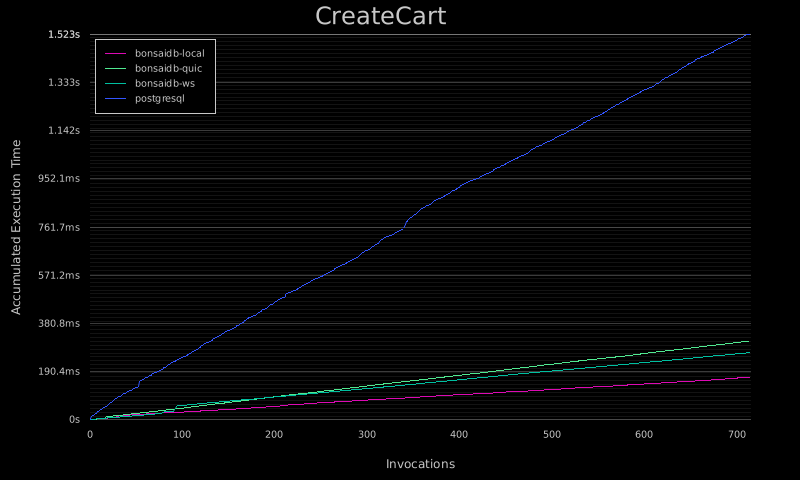 CreateCart
1.523s
1.333s
1.142s
952.1ms
761.7ms
571.2ms
380.8ms
190.4ms
0s
bonsaidb-local
bonsaidb-quic
bonsaidb-ws
postgresql
Accumulated Execution Time
0 100 200 300 400 500 600 700
Invocations